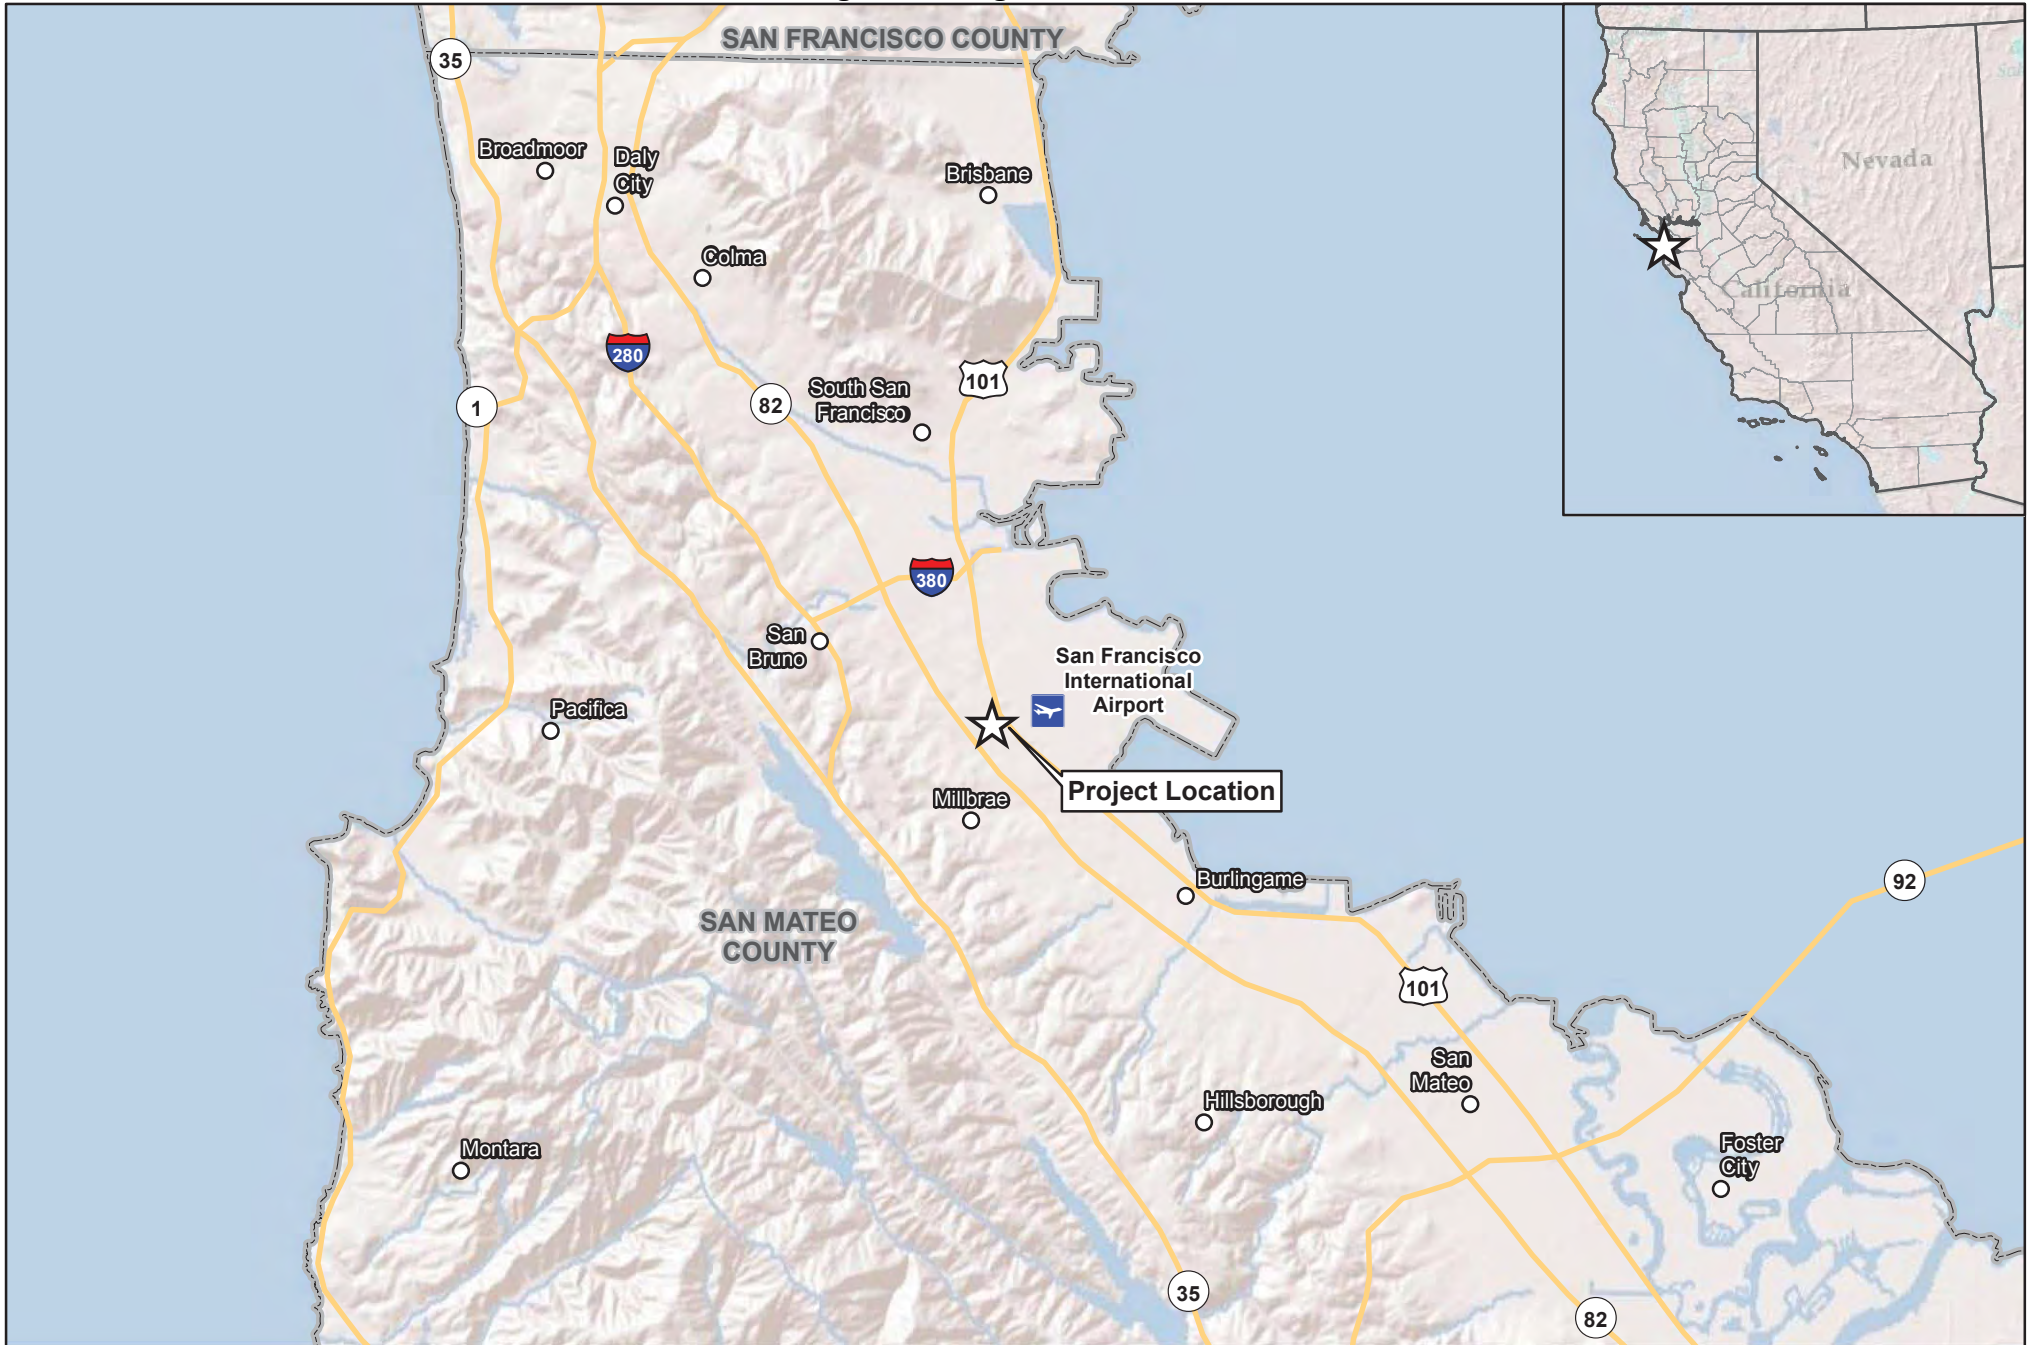 SAN FRANCISCO COUNTY
35
Broadmoor
Daly
City
Brisbane
Colma
280
1
82
South San
Francisco
101
380
San
Bruno
San Francisco
International
Airport
Pacifica
Project Location
Millbrae
Burlingame
92
SAN MATEO
COUNTY
101
San
Mateo
Hillsborough
Montara
Foster
City
35
82
Nevada
California